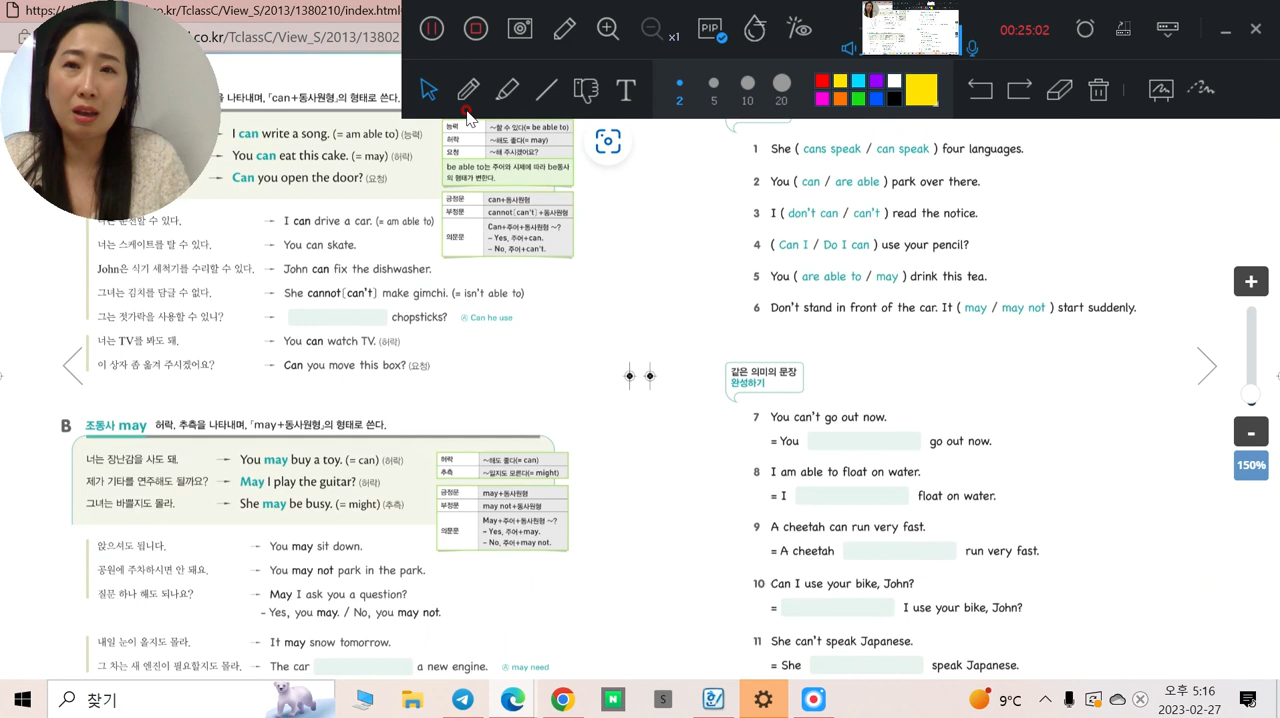 https://
co.
2
5
10
20
PIP
T
00:25:02
나타내며, 「can+동사원형」의 형태로 쓴다.
I can write a song. (= am able to) (능력)
You can eat this cake. (= may) (허락)
Can you open the door? (요청)
능력 ~할 수 있다(= be able to)
허락 ~해도 좋다(= may)
요청 ~해 주시겠어요?
be able to는 주어와 시제에 따라 be동사
의 형태가 변한다.
긍정문 can+동사원형
부정문 cannot[can't]+동사원형
의문문 Can+주어+동사원형 ~?
- Yes, 주어+can.
- No, 주어+can't.
나는 운전할 수 있다. → I can drive a car. (= am able to)
너는 스케이트를 탈 수 있다. → You can skate.
John은 식기 세척기를 수리할 수 있다. → John can fix the dishwasher.
그녀는 김치를 담글 수 없다. → She cannot[can't] make gimchi. (= isn't able to)
그는 젓가락을 사용할 수 있니? → chopsticks? Ⓐ Can he use
너는 TV를 봐도 돼. → You can watch TV. (허락)
이 상자 좀 옮겨 주시겠어요? → Can you move this box? (요청)
B 조동사 may 허락, 추측을 나타내며, 「may+동사원형」의 형태로 쓴다.
너는 장난감을 사도 돼. → You may buy a toy. (= can) (허락)
제가 기타를 연주해도 될까요? → May I play the guitar? (허락)
그녀는 바쁠지도 몰라. → She may be busy. (= might) (추측)
허락 ~해도 좋다(= can)
추측 ~일지도 모른다(= might)
긍정문 may+동사원형
부정문 may not+동사원형
의문문 May+주어+동사원형 ~?
- Yes, 주어+may.
- No, 주어+may not.
앉으셔도 됩니다. → You may sit down.
공원에 주차하시면 안 돼요. → You may not park in the park.
질문 하나 해도 되나요? → May I ask you a question?
- Yes, you may. / No, you may not.
내일 눈이 올지도 몰라. → It may snow tomorrow.
그 차는 새 엔진이 필요할지도 몰라. → The car a new engine. Ⓐ may need
1 She ( cans speak / can speak ) four languages.
2 You ( can / are able ) park over there.
3 I ( don't can / can't ) read the notice.
4 ( Can I / Do I can ) use your pencil?
5 You ( are able to / may ) drink this tea.
6 Don't stand in front of the car. It ( may / may not ) start suddenly.
같은 의미의 문장
완성하기
7 You can't go out now.
= You go out now.
8 I am able to float on water.
= I float on water.
9 A cheetah can run very fast.
= A cheetah run very fast.
10 Can I use your bike, John?
= I use your bike, John?
11 She can't speak Japanese.
= She speak Japanese.
+
-
150%
찾기
N
S
9°C
오후 5:16
2023-02-27